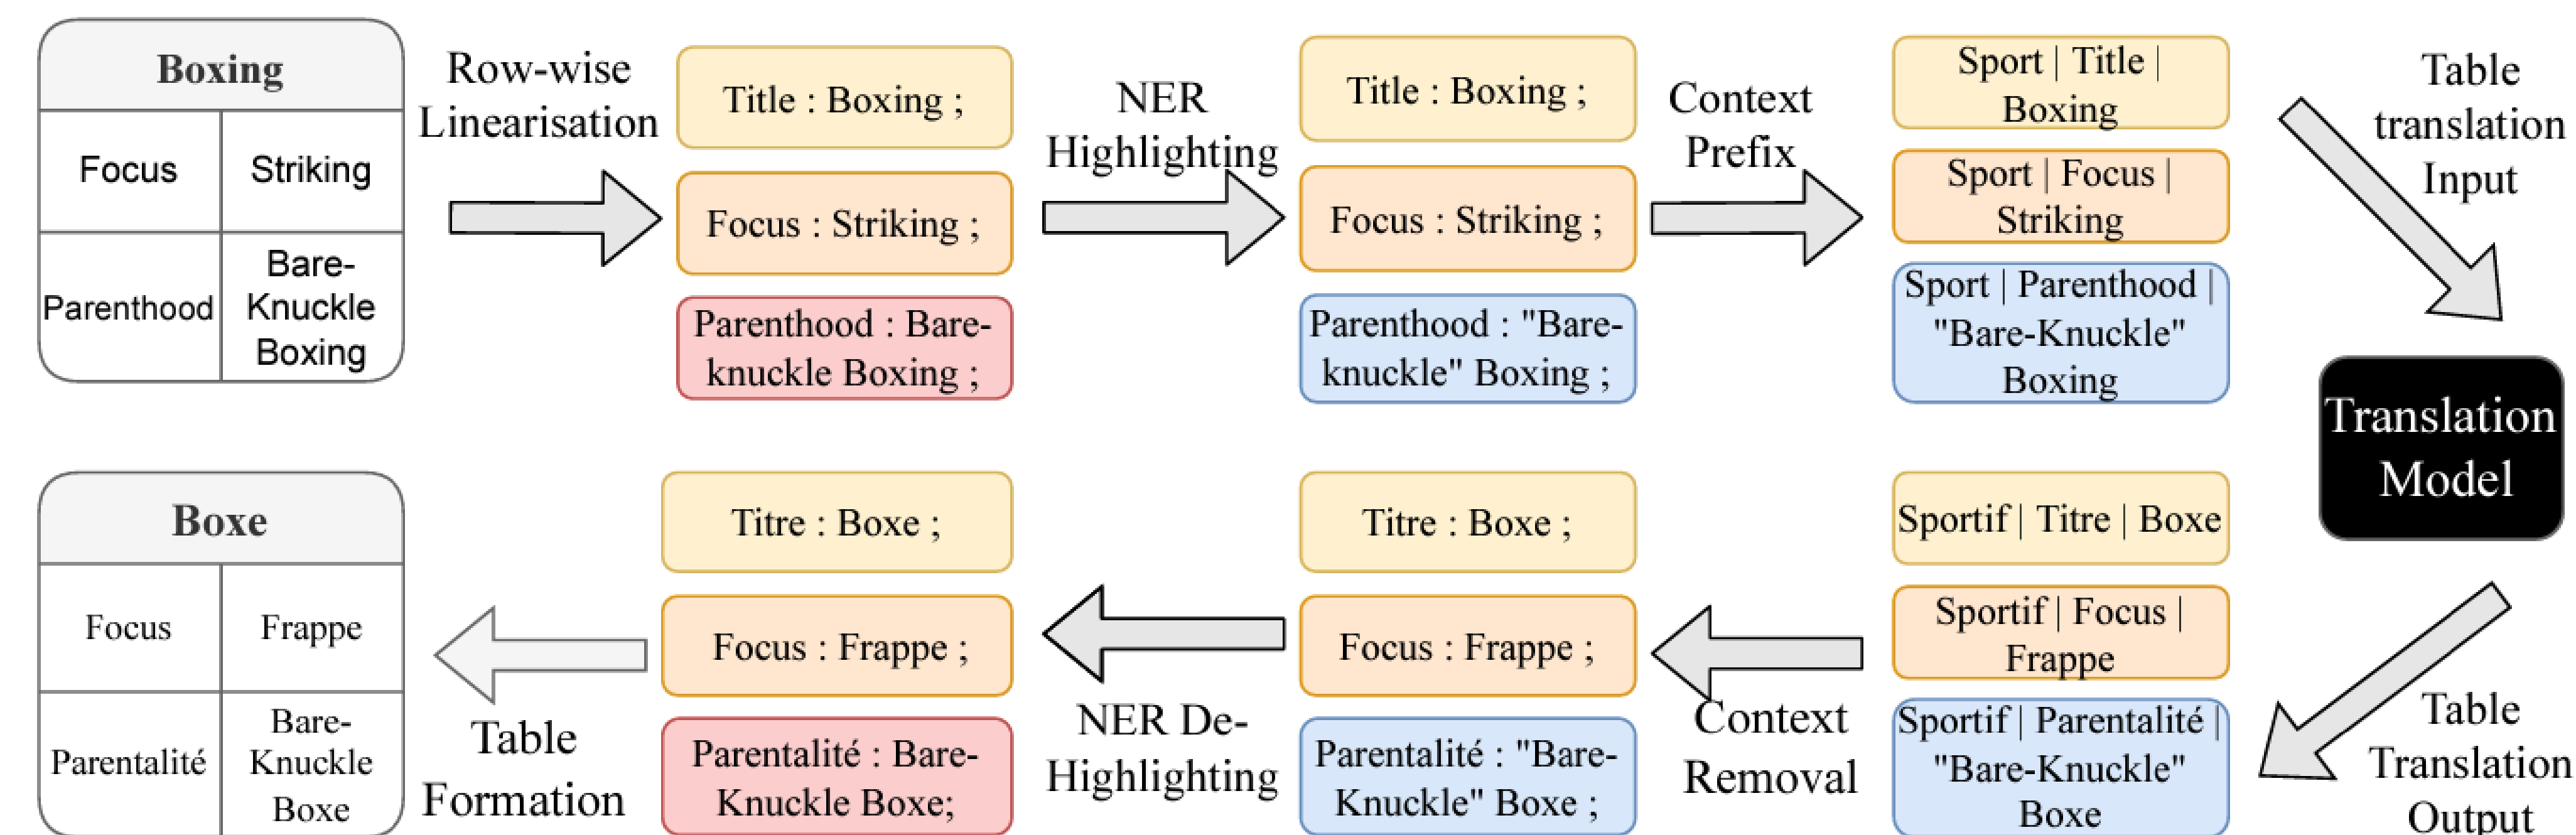 Boxing
Focus
Striking
Parenthood
Bare-
Knuckle
Boxing
Row-wise
Linearisation
Title : Boxing ;
Focus : Striking ;
Parenthood : Bare-
knuckle Boxing ;
NER
Highlighting
Title : Boxing ;
Focus : Striking ;
Parenthood : "Bare-
knuckle" Boxing ;
Context
Prefix
Sport | Title |
Boxing
Sport | Focus |
Striking
Sport | Parenthood |
"Bare-Knuckle"
Boxing
Table
translation
Input
Translation
Model
Table
Translation
Output
Sportif | Titre | Boxe
Sportif | Focus |
Frappe
Sportif | Parentalité |
"Bare-Knuckle"
Boxe
Context
Removal
Titre : Boxe ;
Focus : Frappe ;
Parentalité : "Bare-
Knuckle" Boxe ;
NER De-
Highlighting
Titre : Boxe ;
Focus : Frappe ;
Parentalité : Bare-
Knuckle Boxe;
Table
Formation
Boxe
Focus
Frappe
Parentalité
Bare-
Knuckle
Boxe